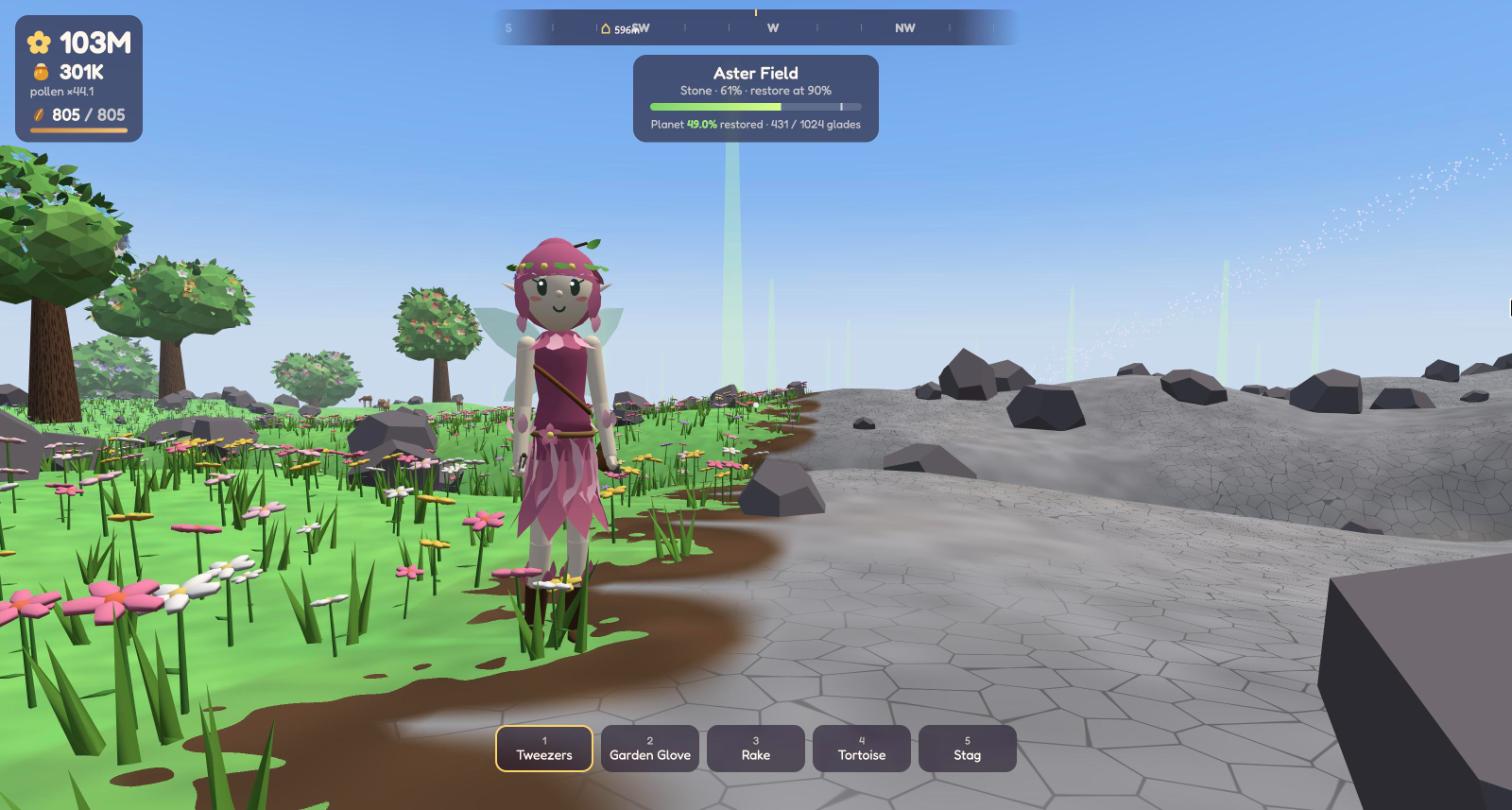 103M
301K
pollen ×44.1
805 / 805
S
596m
SW
W
NW
Aster Field
Stone · 61% · restore at 90%
Planet 49.0% restored · 431 / 1024 glades
1
Tweezers
2
Garden Glove
3
Rake
4
Tortoise
5
Stag